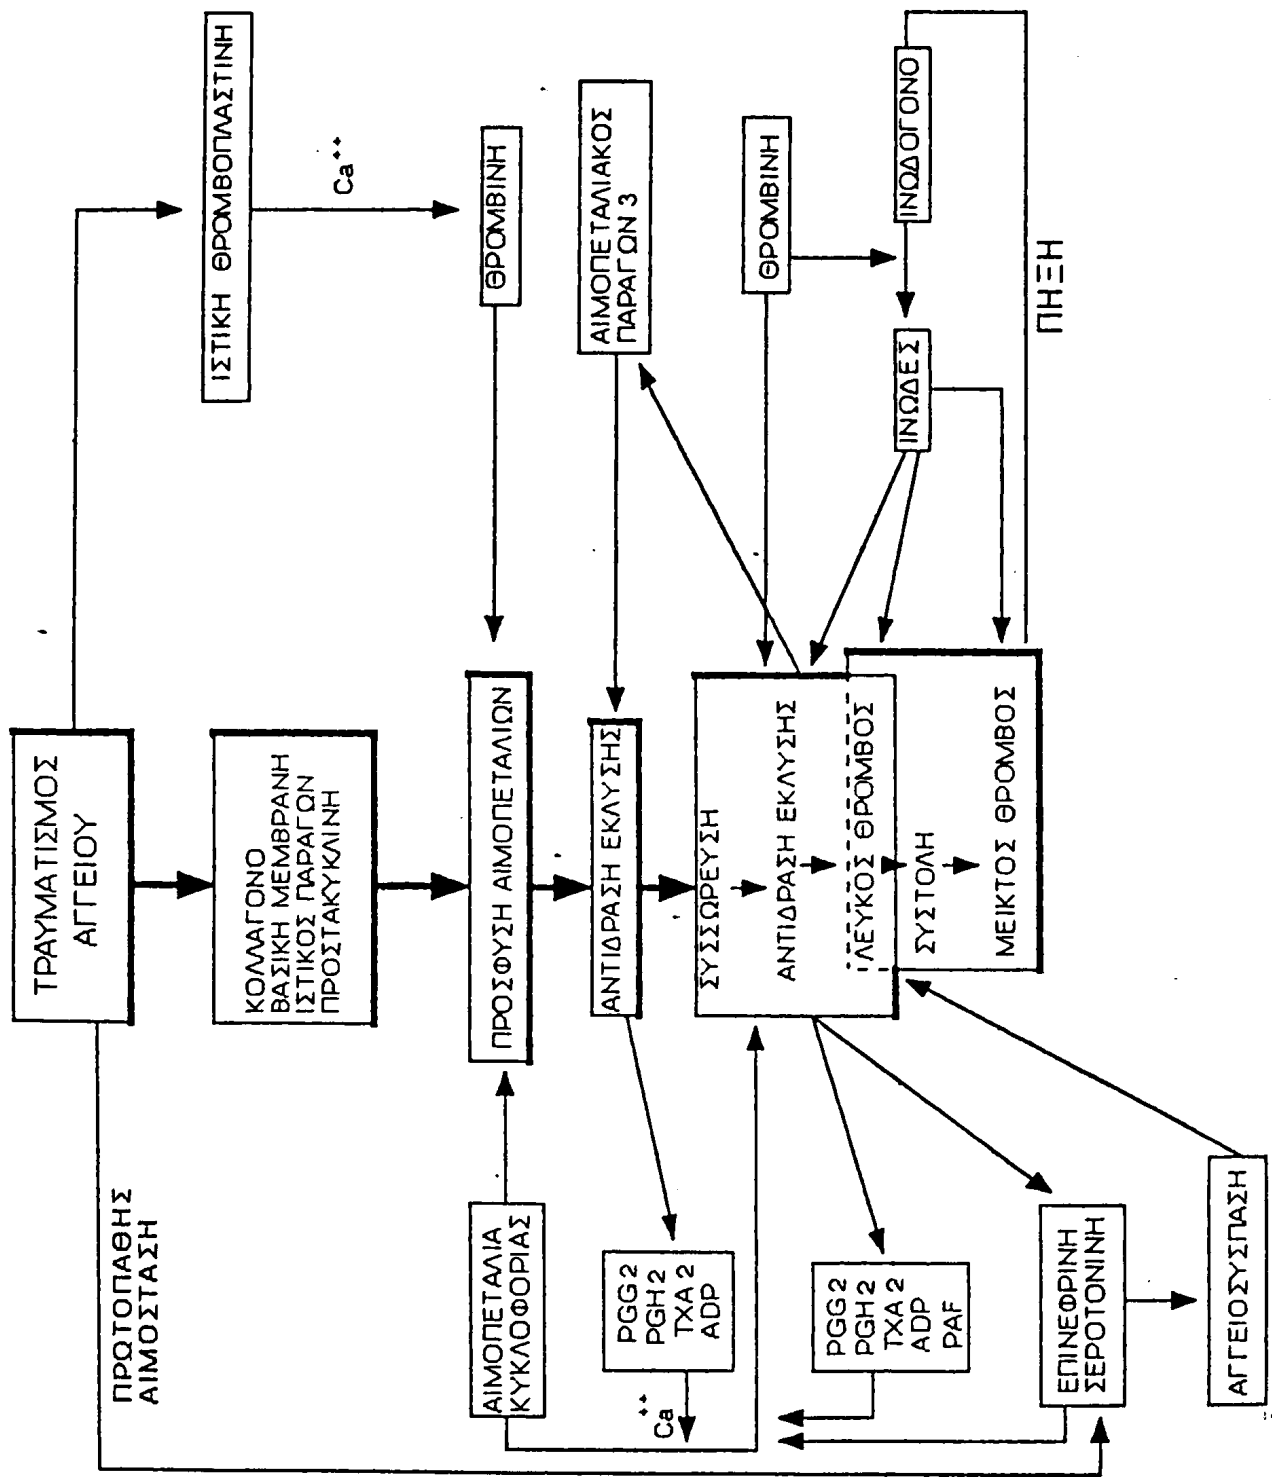 ΠΡΩΤΟΠΑΘΗΣ
ΑΙΜΟΣΤΑΣΗ
ΤΡΑΥΜΑΤΙΣΜΟΣ
ΑΓΓΕΙΟΥ
ΙΣΤΙΚΗ ΘΡΟΜΒΟΠΛΑΣΤΙΝΗ
Ca++
ΚΟΛΛΑΓΟΝΟ
ΒΑΣΙΚΗ ΜΕΜΒΡΑΝΗ
ΙΣΤΙΚΟΣ ΠΑΡΑΓΩΝ
ΠΡΟΣΤΑΚΥΚΛΙΝΗ
ΑΙΜΟΠΕΤΑΛΙΑ
ΚΥΚΛΟΦΟΡΙΑΣ
ΠΡΟΣΦΥΣΗ ΑΙΜΟΠΕΤΑΛΙΩΝ
ΘΡΟΜΒΙΝΗ
PGG2
PGH2
TXA2
ADP
Ca++
ΑΝΤΙΔΡΑΣΗ ΕΚΛΥΣΗΣ
ΑΙΜΟΠΕΤΑΛΙΑΚΟΣ
ΠΑΡΑΓΩΝ 3
ΣΥΣΣΩΡΕΥΣΗ
ΑΝΤΙΔΡΑΣΗ ΕΚΛΥΣΗΣ
ΛΕΥΚΟΣ ΘΡΟΜΒΟΣ
ΣΥΣΤΟΛΗ
ΜΕΙΚΤΟΣ ΘΡΟΜΒΟΣ
ΘΡΟΜΒΙΝΗ
PGG2
PGH2
TXA2
ADP
PAF
ΙΝΩΔΕΣ
ΙΝΩΔΟΓΟΝΟ
ΠΗΞΗ
ΕΠΙΝΕΦΡΙΝΗ
ΣΕΡΟΤΟΝΙΝΗ
ΑΓΓΕΙΟΣΥΣΠΑΣΗ